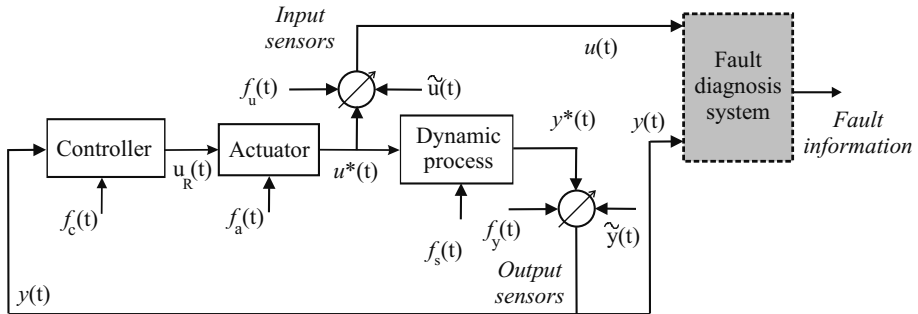 Input
sensors
u(t)
Fault
diagnosis
system
f_u(t)
ũ(t)
Fault
information
Controller
u_R(t)
Actuator
u*(t)
Dynamic
process
y*(t)
y(t)
f_c(t)
f_a(t)
f_s(t)
f_y(t)
ỹ(t)
Output
sensors
y(t)